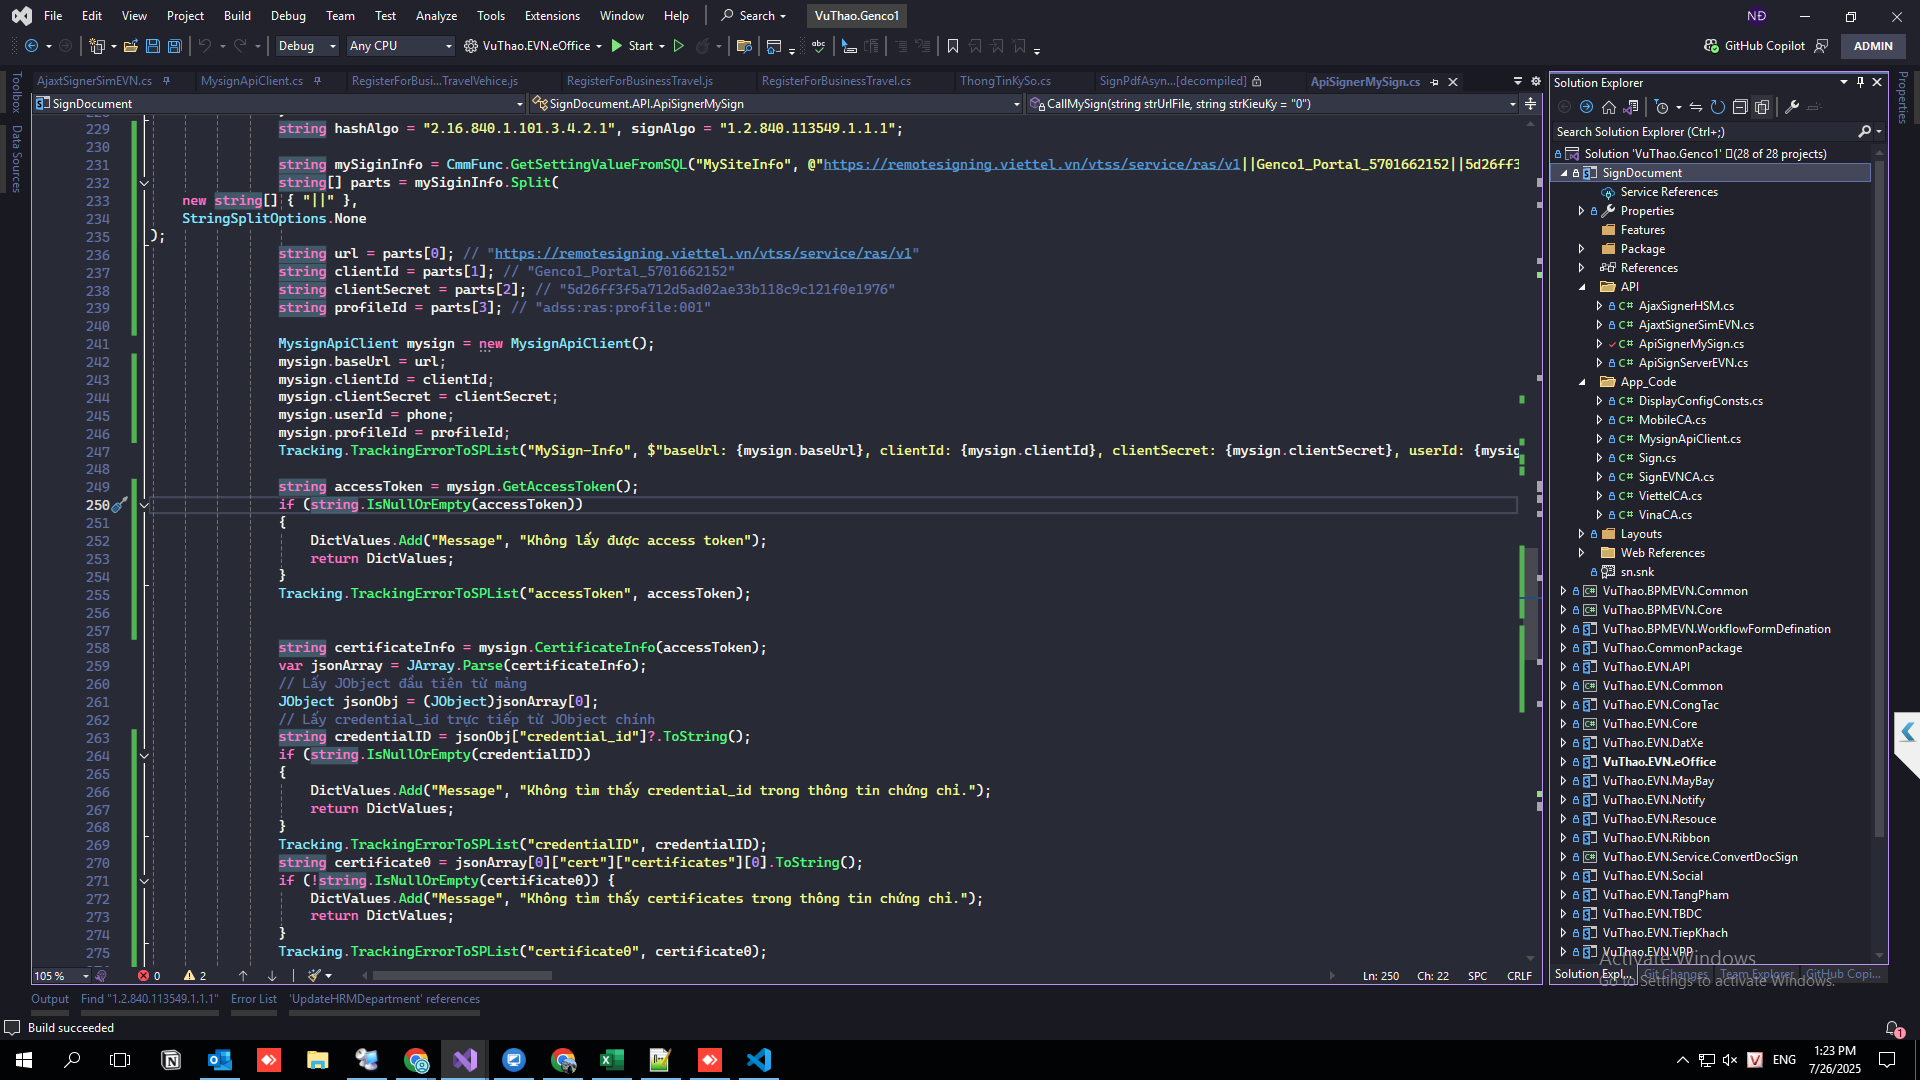 File Edit View Project Build Debug Team Test Analyze Tools Extensions Window Help Search VuThao.Genco1 NĐ
Debug Any CPU VuThao.EVN.eOffice Start GitHub Copilot ADMIN
Toolbox
Data Sources
AjaxtSignerSimEVN.cs MysignApiClient.cs RegisterForBusi...TravelVehice.js RegisterForBusinessTravel.js RegisterForBusinessTravel.cs ThongTinKySo.cs SignPdfAsyn...[decompiled] ApiSignerMySign.cs
SignDocument SignDocument.API.ApiSignerMySign CallMySign(string strUrlFile, string strKieuKy = "0")
229 string hashAlgo = "2.16.840.1.101.3.4.2.1", signAlgo = "1.2.840.113549.1.1.1";
230
231 string mySiginInfo = CmmFunc.GetSettingValueFromSQL("MySiteInfo", @"https://remotesigning.viettel.vn/vtss/service/ras/v1||Genco1_Portal_5701662152||5d26ff3
232 string[] parts = mySiginInfo.Split(
233 new string[] { "||" },
234 StringSplitOptions.None
235 );
236 string url = parts[0]; // "https://remotesigning.viettel.vn/vtss/service/ras/v1"
237 string clientId = parts[1]; // "Genco1_Portal_5701662152"
238 string clientSecret = parts[2]; // "5d26ff3f5a712d5ad02ae33b118c9c121f0e1976"
239 string profileId = parts[3]; // "adss:ras:profile:001"
240
241 MysignApiClient mysign = new MysignApiClient();
242 mysign.baseUrl = url;
243 mysign.clientId = clientId;
244 mysign.clientSecret = clientSecret;
245 mysign.userId = phone;
246 mysign.profileId = profileId;
247 Tracking.TrackingErrorToSPList("MySign-Info", $"baseUrl: {mysign.baseUrl}, clientId: {mysign.clientId}, clientSecret: {mysign.clientSecret}, userId: {mysig
248
249 string accessToken = mysign.GetAccessToken();
250 if (string.IsNullOrEmpty(accessToken))
251 {
252 DictValues.Add("Message", "Không lấy được access token");
253 return DictValues;
254 }
255 Tracking.TrackingErrorToSPList("accessToken", accessToken);
256
257
258 string certificateInfo = mysign.CertificateInfo(accessToken);
259 var jsonArray = JArray.Parse(certificateInfo);
260 // Lấy JObject đầu tiên từ mảng
261 JObject jsonObj = (JObject)jsonArray[0];
262 // Lấy credential_id trực tiếp từ JObject chính
263 string credentialID = jsonObj["credential_id"]?.ToString();
264 if (string.IsNullOrEmpty(credentialID))
265 {
266 DictValues.Add("Message", "Không tìm thấy credential_id trong thông tin chứng chỉ.");
267 return DictValues;
268 }
269 Tracking.TrackingErrorToSPList("credentialID", credentialID);
270 string certificate0 = jsonArray[0]["cert"]["certificates"][0].ToString();
271 if (!string.IsNullOrEmpty(certificate0)) {
272 DictValues.Add("Message", "Không tìm thấy certificates trong thông tin chứng chỉ.");
273 return DictValues;
274 }
275 Tracking.TrackingErrorToSPList("certificate0", certificate0);
105 % 0 2 Ln: 250 Ch: 22 SPC CRLF
Output Find "1.2.840.113549.1.1.1" Error List 'UpdateHRMDepartment' references
Build succeeded
Solution Explorer
Properties
Search Solution Explorer (Ctrl+;)
Solution 'VuThao.Genco1' (28 of 28 projects)
SignDocument
Service References
Properties
Features
Package
References
API
C# AjaxSignerHSM.cs
C# AjaxtSignerSimEVN.cs
C# ApiSignerMySign.cs
C# ApiSignServerEVN.cs
App_Code
C# DisplayConfigConsts.cs
C# MobileCA.cs
C# MysignApiClient.cs
C# Sign.cs
C# SignEVNCA.cs
C# ViettelCA.cs
C# VinaCA.cs
Layouts
Web References
sn.snk
VuThao.BPMEVN.Common
VuThao.BPMEVN.Core
VuThao.BPMEVN.WorkflowFormDefination
VuThao.CommonPackage
VuThao.EVN.API
VuThao.EVN.Common
VuThao.EVN.CongTac
VuThao.EVN.Core
VuThao.EVN.DatXe
VuThao.EVN.eOffice
VuThao.EVN.MayBay
VuThao.EVN.Notify
VuThao.EVN.Resouce
VuThao.EVN.Ribbon
VuThao.EVN.Service.ConvertDocSign
VuThao.EVN.Social
VuThao.EVN.TangPham
VuThao.EVN.TBDC
VuThao.EVN.TiepKhach
VuThao.EVN.VPP
Activate Windows
Go to Settings to activate Windows.
Solution Expl... Git Changes Team Explorer GitHub Copi...
1
ENG
1:23 PM
7/26/2025